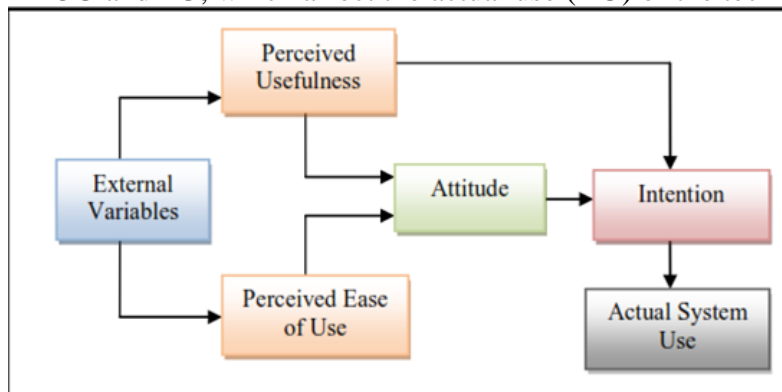 Perceived
Usefulness
External
Variables
Attitude
Intention
Perceived Ease
of Use
Actual System
Use